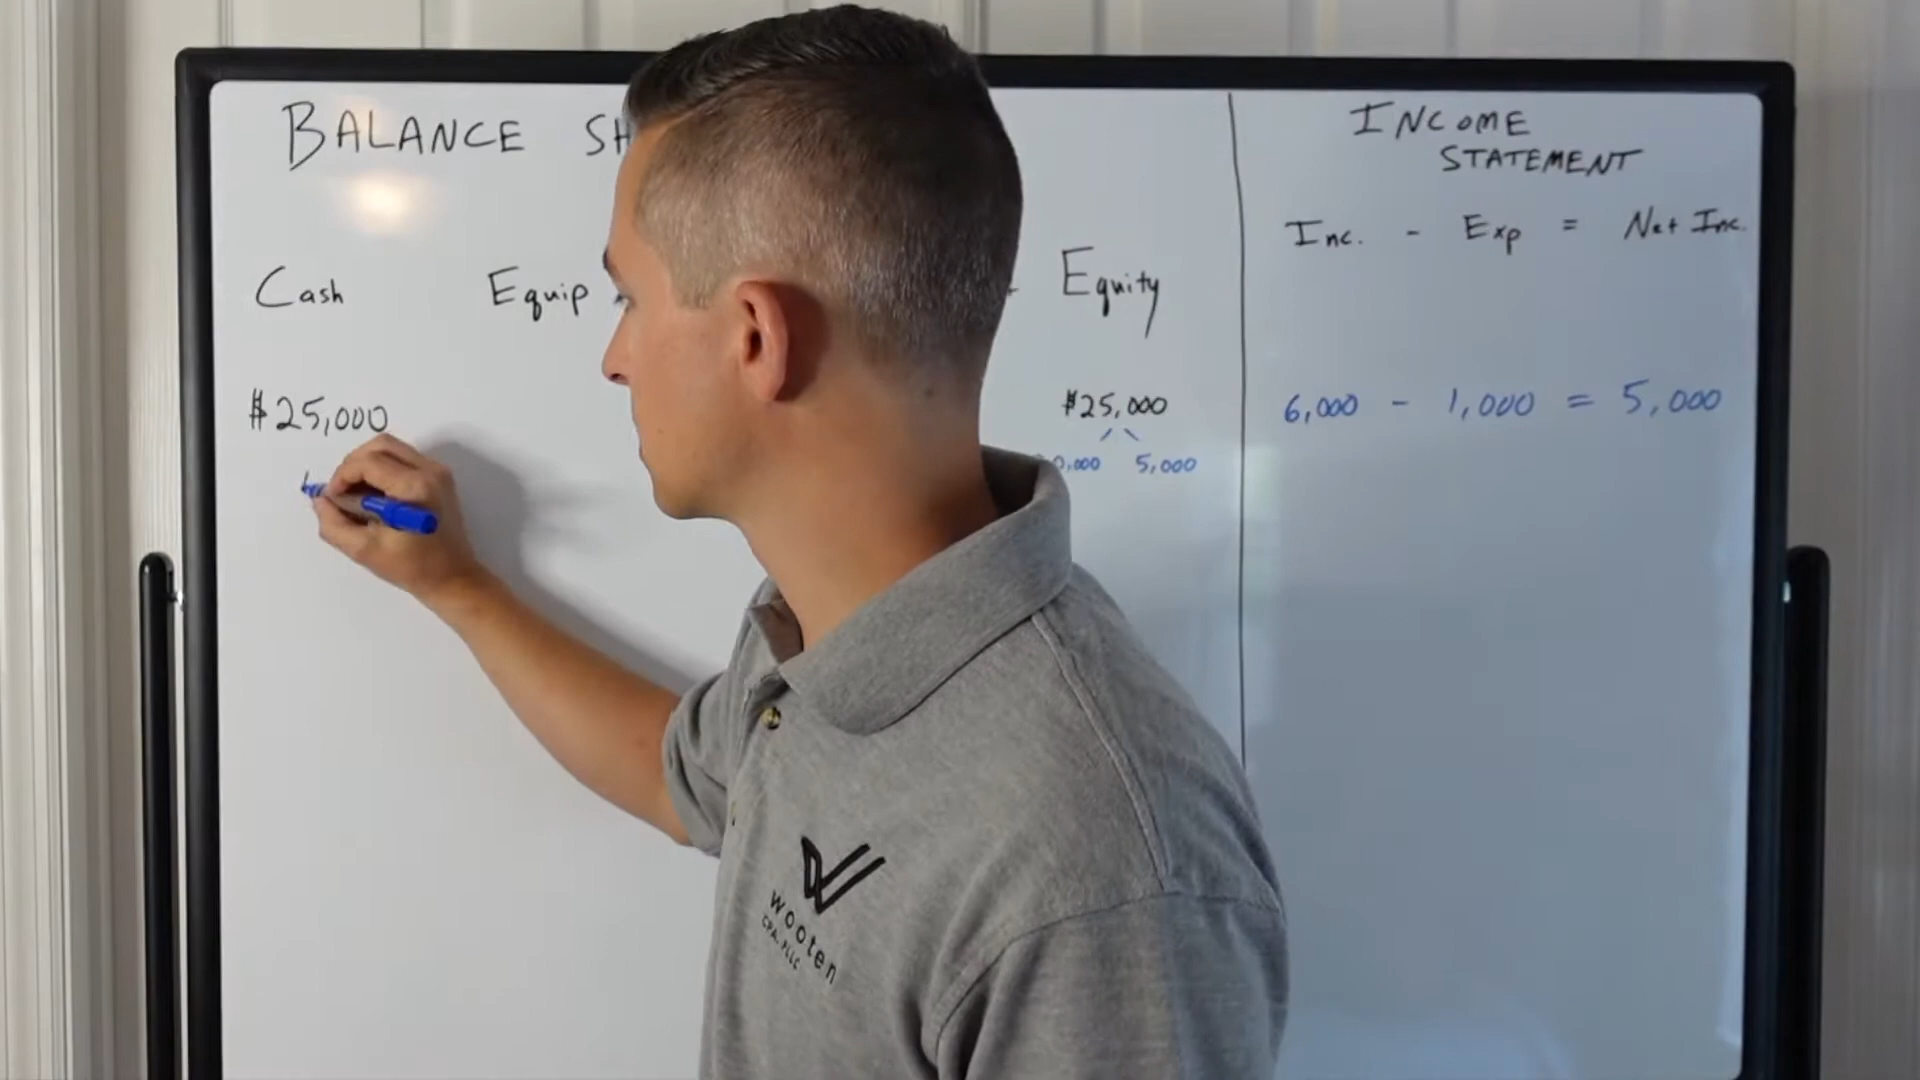 BALANCE
INCOME
STATEMENT
Inc. - Exp = Net Inc.
Cash Equip Equity
$25,000 $25,000 6,000 - 1,000 = 5,000
5,000
wooten
CPA, PLLC